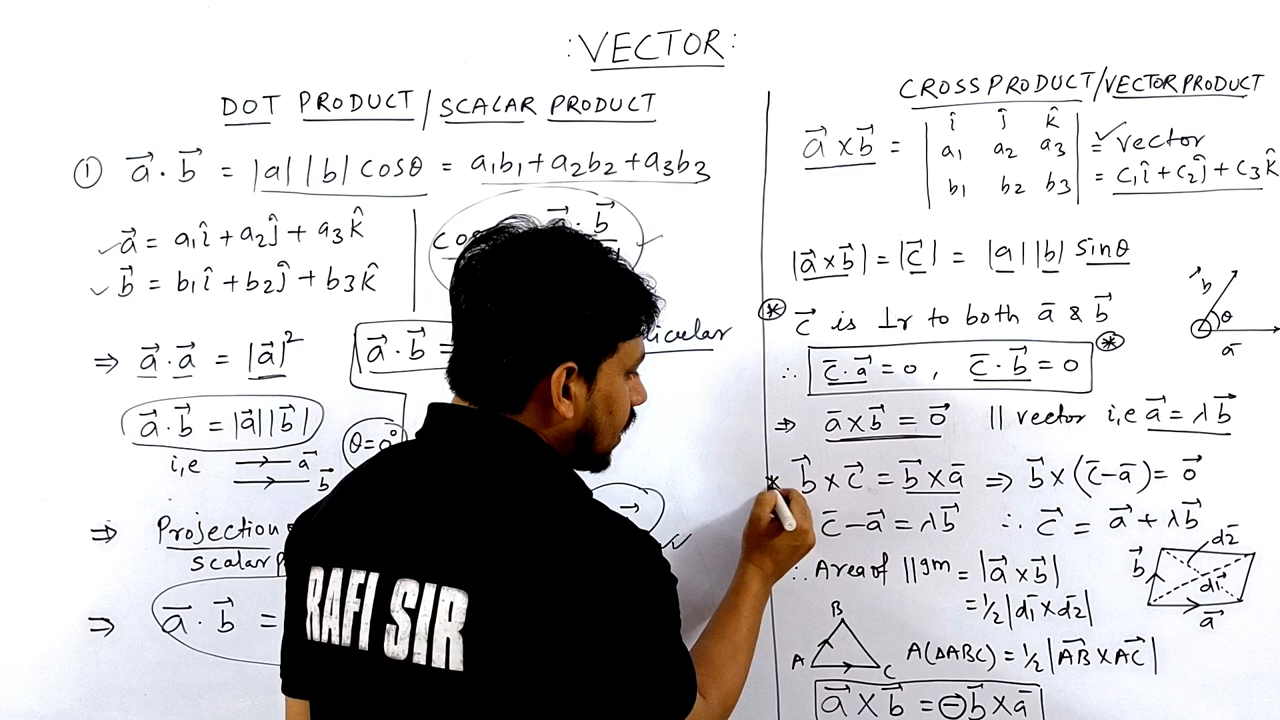 :VECTOR:
DOT PRODUCT / SCALAR PRODUCT
① a⃗ · b⃗ = |a| |b| cosθ = a₁b₁ + a₂b₂ + a₃b₃
a⃗ = a₁î + a₂ĵ + a₃k̂
b⃗ = b₁î + b₂ĵ + b₃k̂
a⃗ · b⃗
⇒ a⃗ · a⃗ = |a⃗|²
a⃗ · b⃗ =
a⃗ · b⃗ = |a⃗| |b⃗|
i,e → a⃗
b⃗
⇒ Projection
⇒ a⃗ · b⃗ =
RAFI SIR
CROSS PRODUCT / VECTOR PRODUCT
î ĵ k̂
a⃗ × b⃗ = | a₁ a₂ a₃ | = vector
b₁ b₂ b₃ = c₁î + c₂ĵ + c₃k̂
|a⃗ × b⃗| = |c⃗| = |a| |b| sinθ
b⃗ θ a̅
* c⃗ is ⊥r to both a̅ & b⃗
∴ c̅ · a⃗ = 0 , c̅ · b⃗ = 0 *
⇒ a̅ × b⃗ = 0⃗ || vector i,e a⃗ = λb⃗
* b⃗ × c⃗ = b⃗ × a̅ ⇒ b⃗ × (c̅ − a̅) = 0⃗
c̅ − a⃗ = λb⃗ ∴ c⃗ = a⃗ + λb⃗
∴ Area of ||gm = |a⃗ × b⃗|
= ½ |d̅₁ × d̅₂|
b⃗ d̅₂ d̅₁ a̅
B
A C
A(ΔABC) = ½ |AB⃗ × AC⃗|
a⃗ × b⃗ = ⊖ b⃗ × a̅